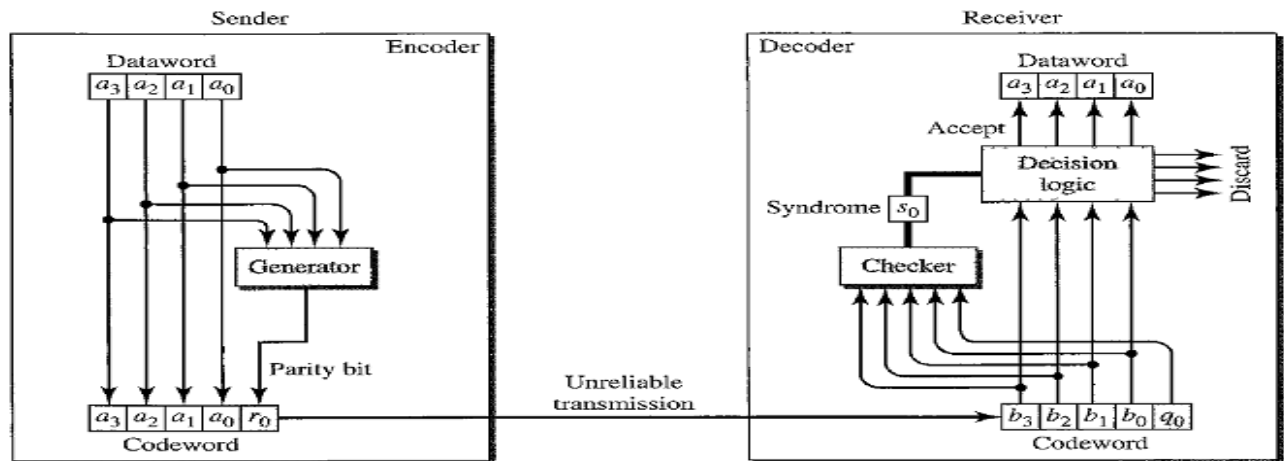 Sender
Encoder
Dataword
a3 a2 a1 a0
Generator
Parity bit
a3 a2 a1 a0 r0
Codeword
Unreliable
transmission
Receiver
Decoder
Dataword
a3 a2 a1 a0
Accept
Decision
logic
Discard
Syndrome s0
Checker
b3 b2 b1 b0 q0
Codeword